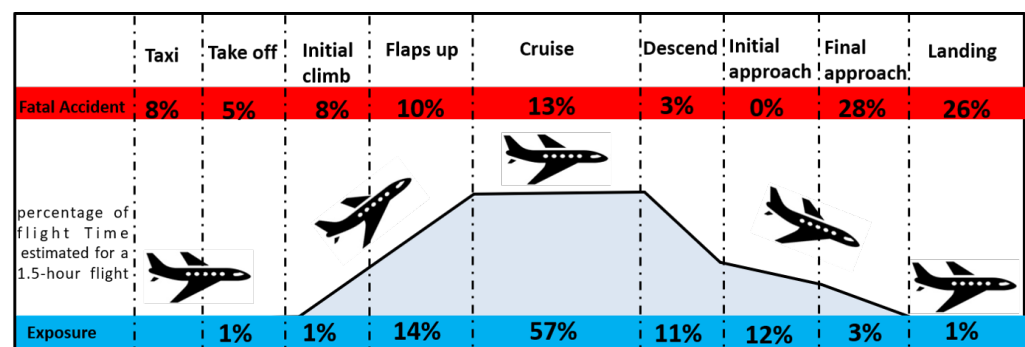 Taxi
Take off
Initial
climb
Flaps up
Cruise
Descend
Initial
approach
Final
approach
Landing
Fatal Accident 8% 5% 8% 10% 13% 3% 0% 28% 26%
percentage of
flight Time
estimated for a
1.5-hour flight
Exposure 1% 1% 14% 57% 11% 12% 3% 1%